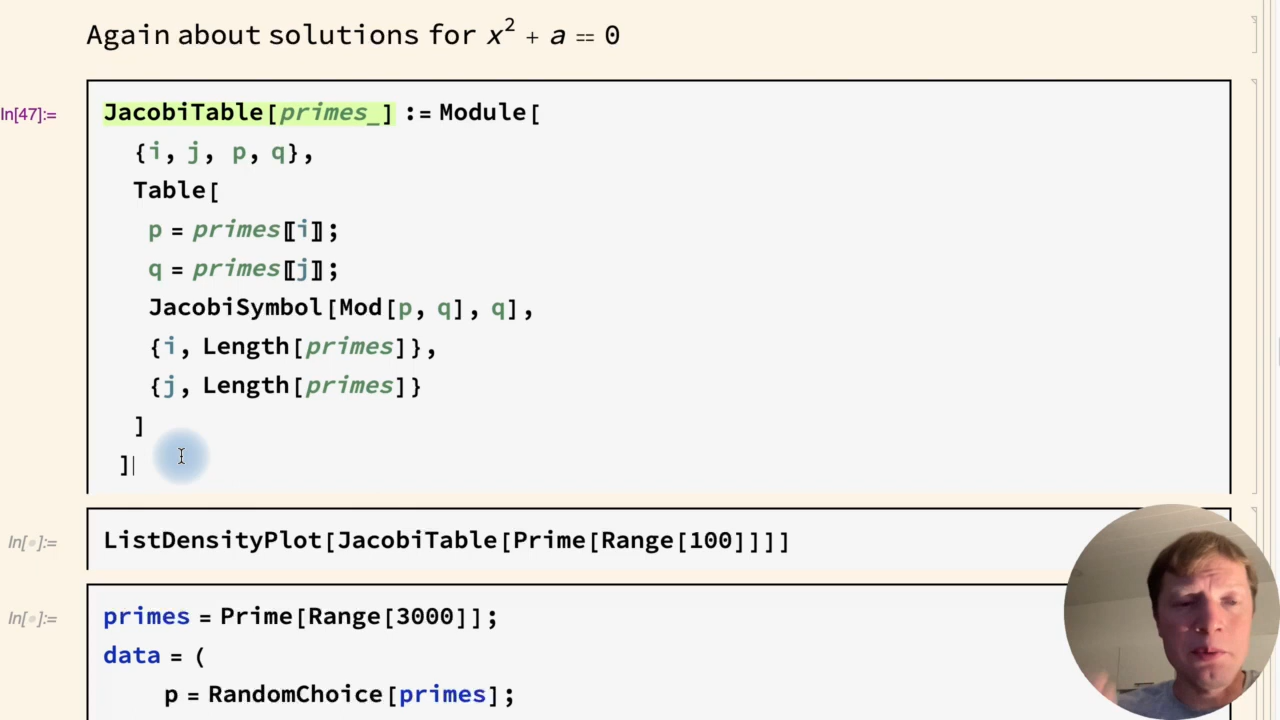 Again about solutions for x² + a == 0
In[47]:=
JacobiTable[primes_] := Module[
{i, j, p, q},
Table[
p = primes〚i〛;
q = primes〚j〛;
JacobiSymbol[Mod[p, q], q],
{i, Length[primes]},
{j, Length[primes]}
]
]
In[◦]:=
ListDensityPlot[JacobiTable[Prime[Range[100]]]]
In[◦]:=
primes = Prime[Range[3000]];
data = (
p = RandomChoice[primes];